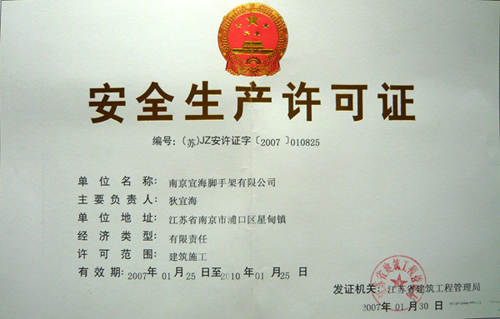 安全生产许可证
编号：(苏)JZ安许证字〔2007〕010825
单位名称：南京宜海脚手架有限公司
主要负责人：狄宜海
单位地址：江苏省南京市浦口区星甸镇
经济类型：有限责任
许可范围：建筑施工
有效期：2007年01月25日至2010年01月25日
发证机关：江苏省建筑工程管理局
2007年01月30日